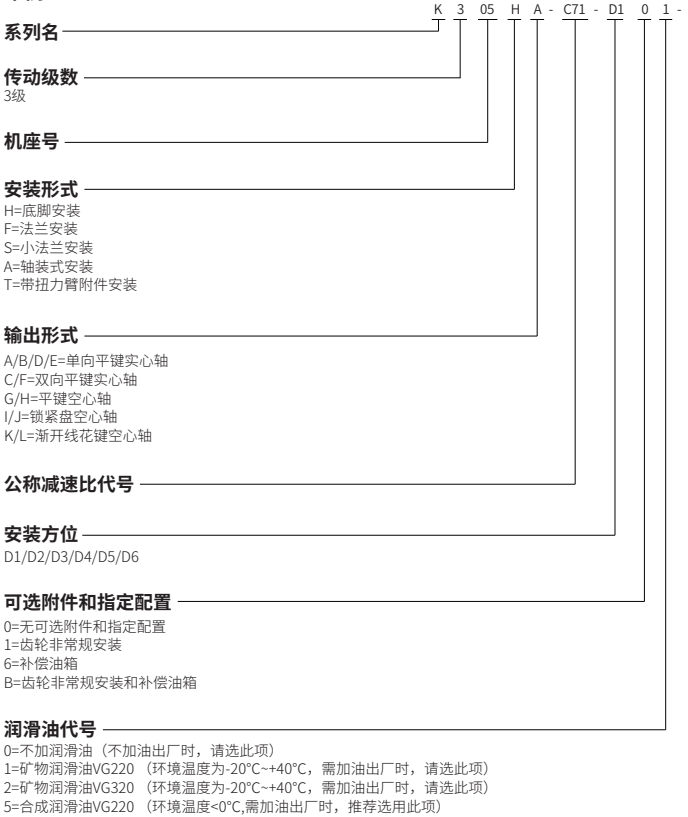 K 3 05 H A - C71 - D1 0 1 -
系列名
传动级数
3级
机座号
安装形式
H=底脚安装
F=法兰安装
S=小法兰安装
A=轴装式安装
T=带扭力臂附件安装
输出形式
A/B/D/E=单向平键实心轴
C/F=双向平键实心轴
G/H=平键空心轴
I/J=锁紧盘空心轴
K/L=渐开线花键空心轴
公称减速比代号
安装方位
D1/D2/D3/D4/D5/D6
可选附件和指定配置
0=无可选附件和指定配置
1=齿轮非常规安装
6=补偿油箱
B=齿轮非常规安装和补偿油箱
润滑油代号
0=不加润滑油（不加油出厂时，请选此项）
1=矿物润滑油VG220 （环境温度为-20°C~+40°C，需加油出厂时，请选此项）
2=矿物润滑油VG320 （环境温度为-20°C~+40°C，需加油出厂时，请选此项）
5=合成润滑油VG220 （环境温度<0°C,需加油出厂时，推荐选用此项）